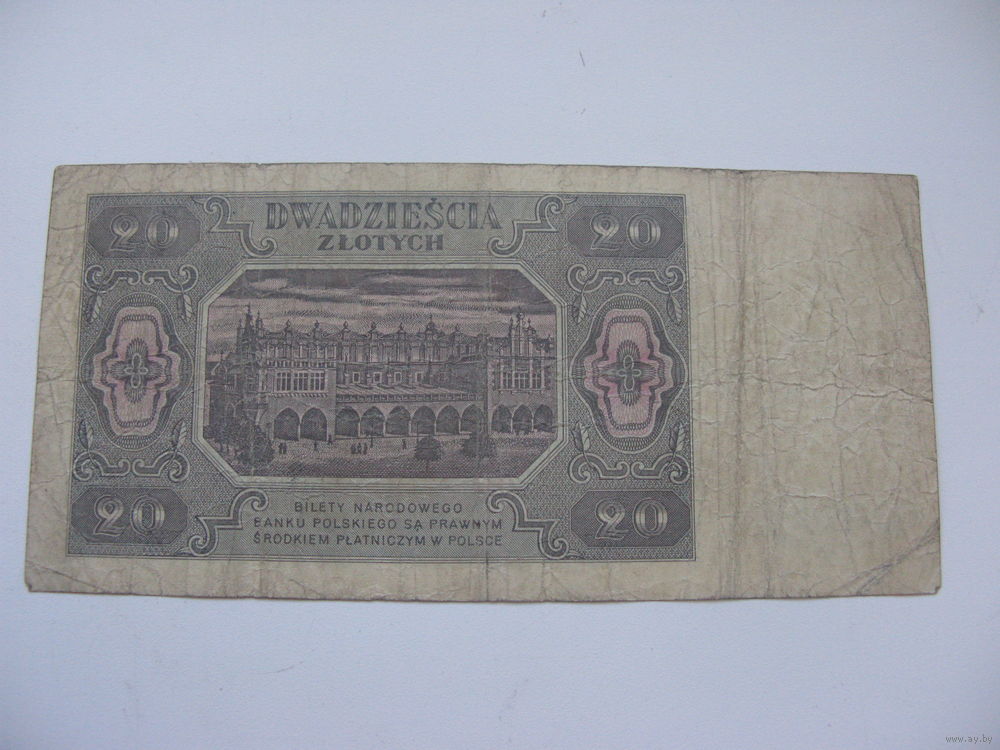 20 DWADZIEŚCIA 20
ZŁOTYCH
20 BILETY NARODOWEGO 20
BANKU POLSKIEGO SĄ PRAWNYM
ŚRODKIEM PŁATNICZYM W POLSCE
www.ay.by